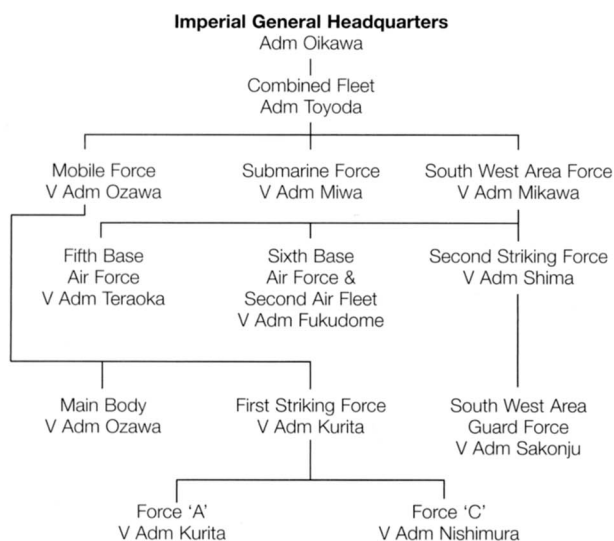 Imperial General Headquarters
Adm Oikawa
Combined Fleet
Adm Toyoda
Mobile Force
V Adm Ozawa
Submarine Force
V Adm Miwa
South West Area Force
V Adm Mikawa
Fifth Base
Air Force
V Adm Teraoka
Sixth Base
Air Force &
Second Air Fleet
V Adm Fukudome
Second Striking Force
V Adm Shima
Main Body
V Adm Ozawa
First Striking Force
V Adm Kurita
South West Area
Guard Force
V Adm Sakonju
Force ‘A’
V Adm Kurita
Force ‘C’
V Adm Nishimura